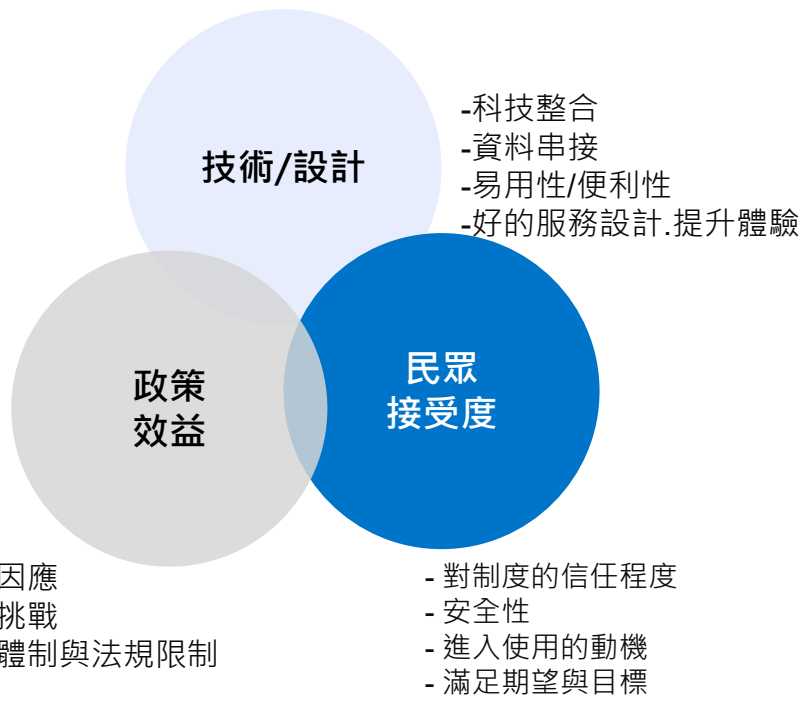 技術/設計
-科技整合
-資料串接
-易用性/便利性
-好的服務設計.提升體驗
政策
效益
民眾
接受度
因應
挑戰
體制與法規限制
- 對制度的信任程度
- 安全性
- 進入使用的動機
- 滿足期望與目標